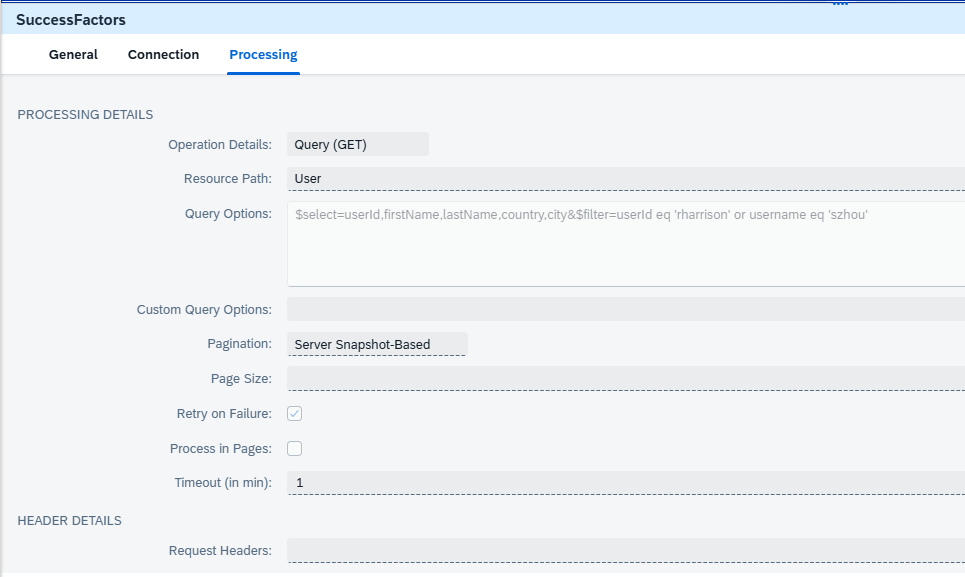 SuccessFactors
General Connection Processing
PROCESSING DETAILS
Operation Details: Query (GET)
Resource Path: User
Query Options: $select=userId,firstName,lastName,country,city&$filter=userId eq 'rharrison' or username eq 'szhou'
Custom Query Options:
Pagination: Server Snapshot-Based
Page Size:
Retry on Failure:
Process in Pages:
Timeout (in min): 1
HEADER DETAILS
Request Headers: